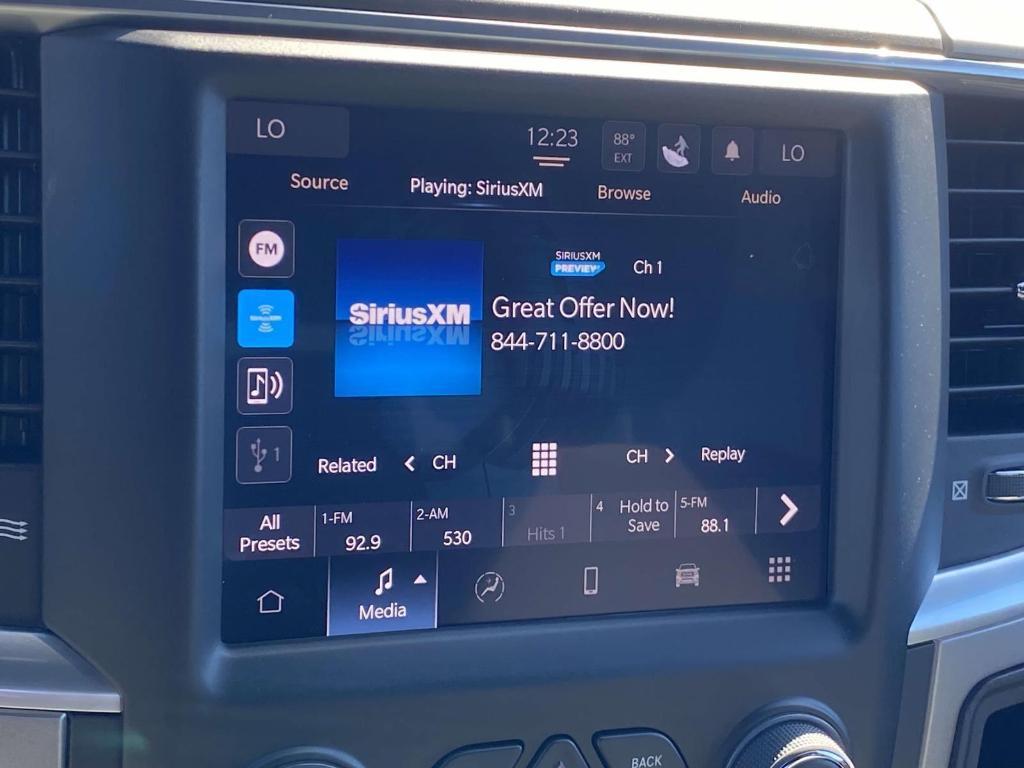 LO
12:23
88°
EXT
LO
Source
Playing: SiriusXM
Browse
Audio
FM
SIRIUSXM
PREVIEW
Ch 1
SiriusXM
Great Offer Now!
844-711-8800
1
Related
CH
CH
Replay
All
Presets
1-FM
92.9
2-AM
530
3
Hits 1
4
Hold to
Save
5-FM
88.1
Media
BACK